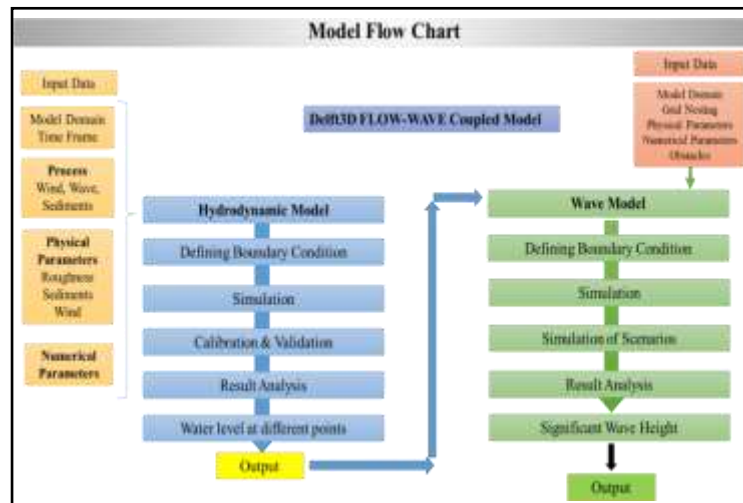 Model Flow Chart
Input Data
Model Domain
Time Frame
Process
Wind, Wave,
Sediments
Physical
Parameters
Roughness
Sediments
Wind
Numerical
Parameters
Delft3D FLOW-WAVE Coupled Model
Hydrodynamic Model
Defining Boundary Condition
Simulation
Calibration & Validation
Result Analysis
Water level at different points
Output
Input Data
Model Domain
Grid Nesting
Physical Parameters
Numerical Parameters
Obstacles
Wave Model
Defining Boundary Condition
Simulation
Simulation of Scenarios
Result Analysis
Significant Wave Height
Output